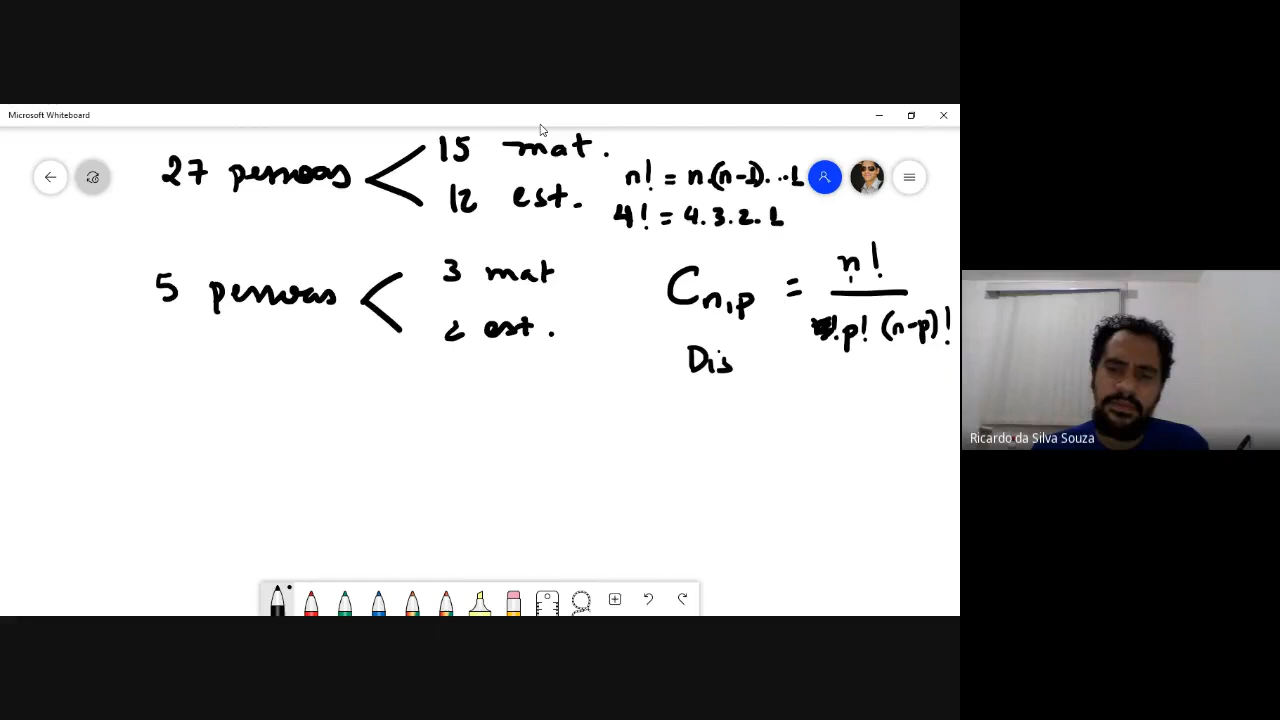 Microsoft Whiteboard
27 pessoas
15 mat.
12 est.
n! = n.(n-1)...1
4! = 4.3.2.1
5 pessoas
3 mat
2 est.
C n,p = n! / p! (n-p)!
Dis
Ricardo da Silva Souza